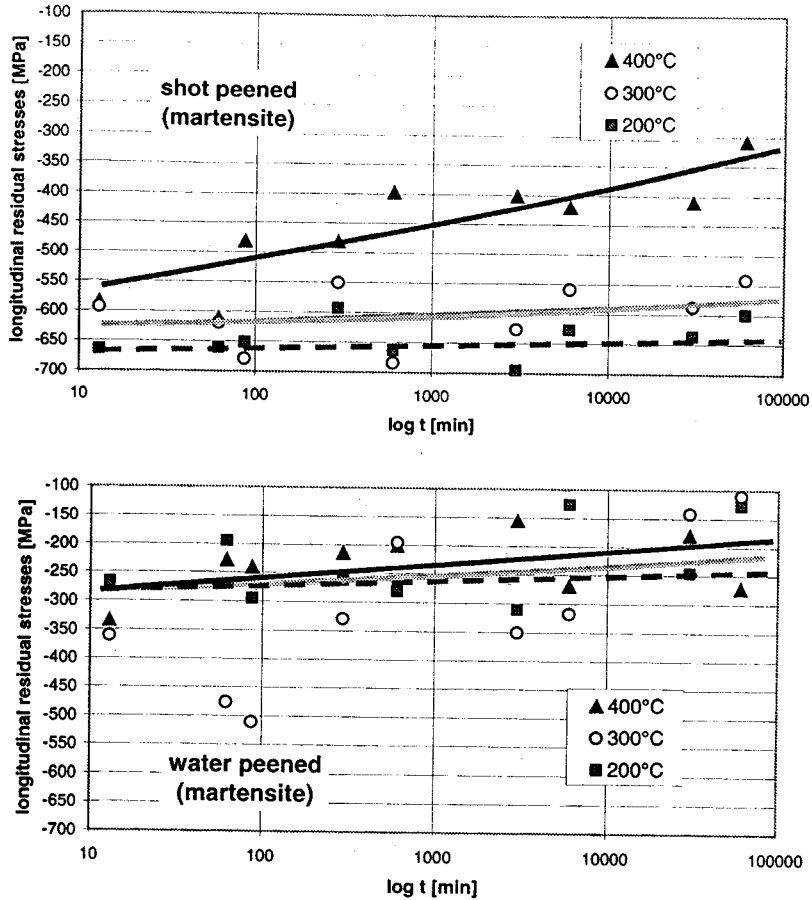 -100
-150
-200
-250
-300
-350
-400
-450
-500
-550
-600
-650
-700
longitudinal residual stresses [MPa]
shot peened
(martensite)
400°C
300°C
200°C
10
100
1000
10000
100000
log t [min]
-100
-150
-200
-250
-300
-350
-400
-450
-500
-550
-600
-650
-700
longitudinal residual stresses [MPa]
400°C
300°C
200°C
water peened
(martensite)
10
100
1000
10000
100000
log t [min]